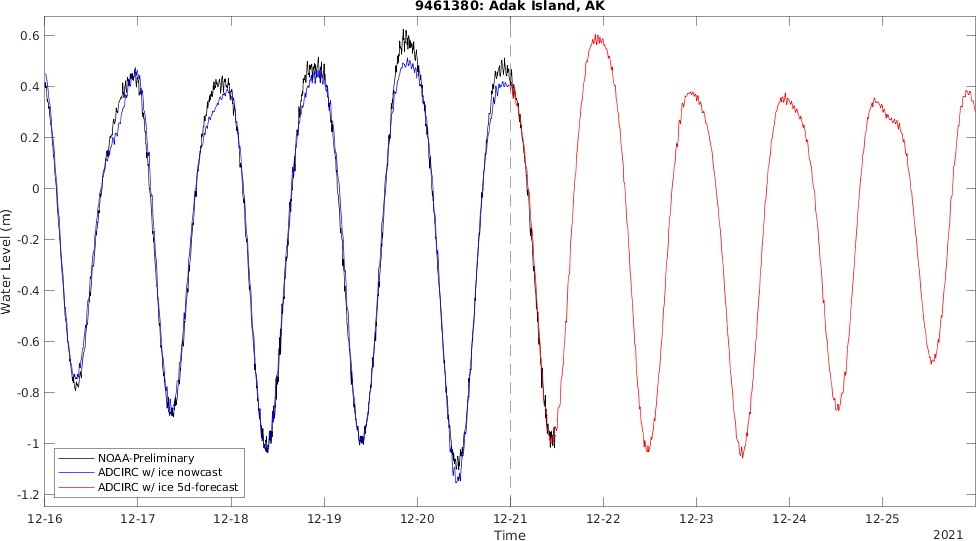 9461380: Adak Island, AK
Water Level (m)
0.6
0.4
0.2
0
-0.2
-0.4
-0.6
-0.8
-1
-1.2
NOAA-Preliminary
ADCIRC w/ ice nowcast
ADCIRC w/ ice 5d-forecast
12-16 12-17 12-18 12-19 12-20 12-21 12-22 12-23 12-24 12-25
Time
2021